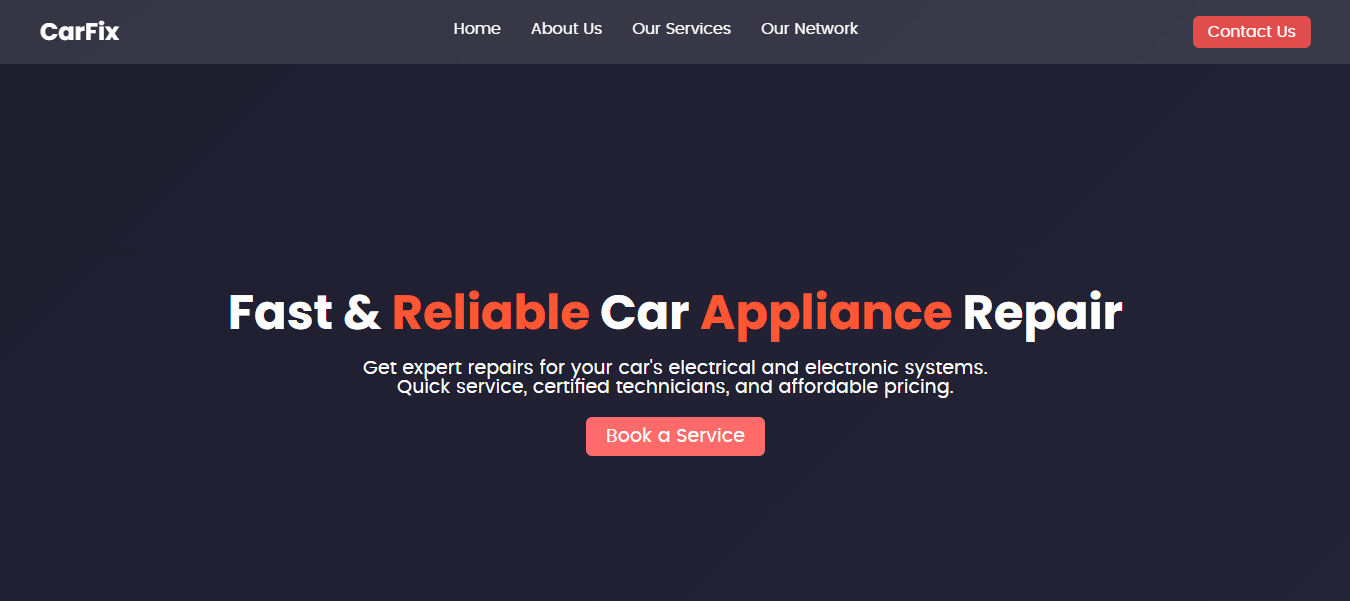 CarFix
Home
About Us
Our Services
Our Network
Contact Us
Fast & Reliable Car Appliance Repair
Get expert repairs for your car's electrical and electronic systems.
Quick service, certified technicians, and affordable pricing.
Book a Service